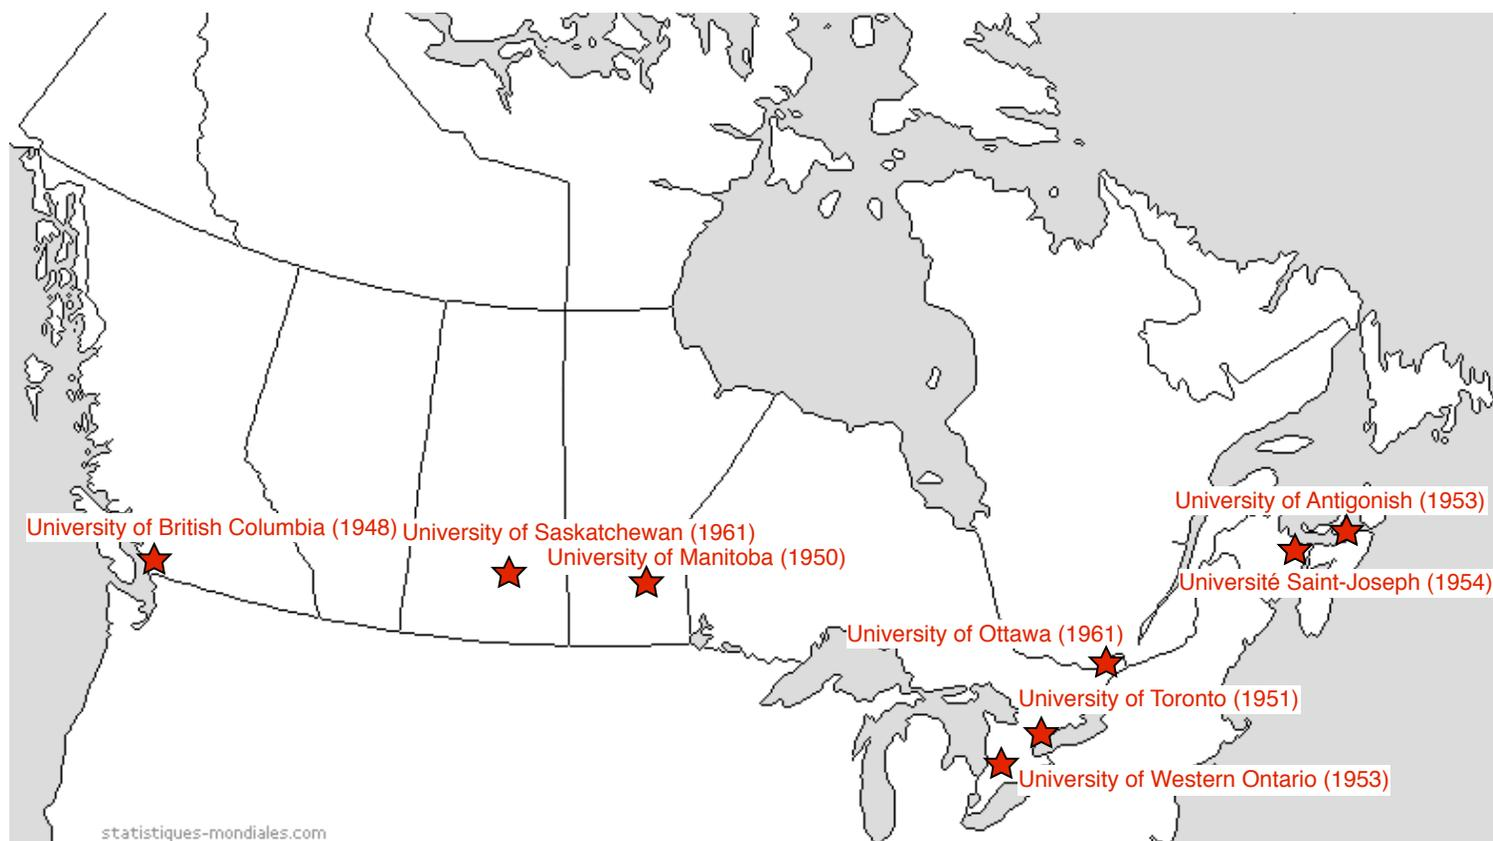 University of Antigonish (1953)
University of British Columbia (1948)
University of Saskatchewan (1961)
University of Manitoba (1950)
Université Saint-Joseph (1954)
University of Ottawa (1961)
University of Toronto (1951)
University of Western Ontario (1953)
statistiques-mondiales.com